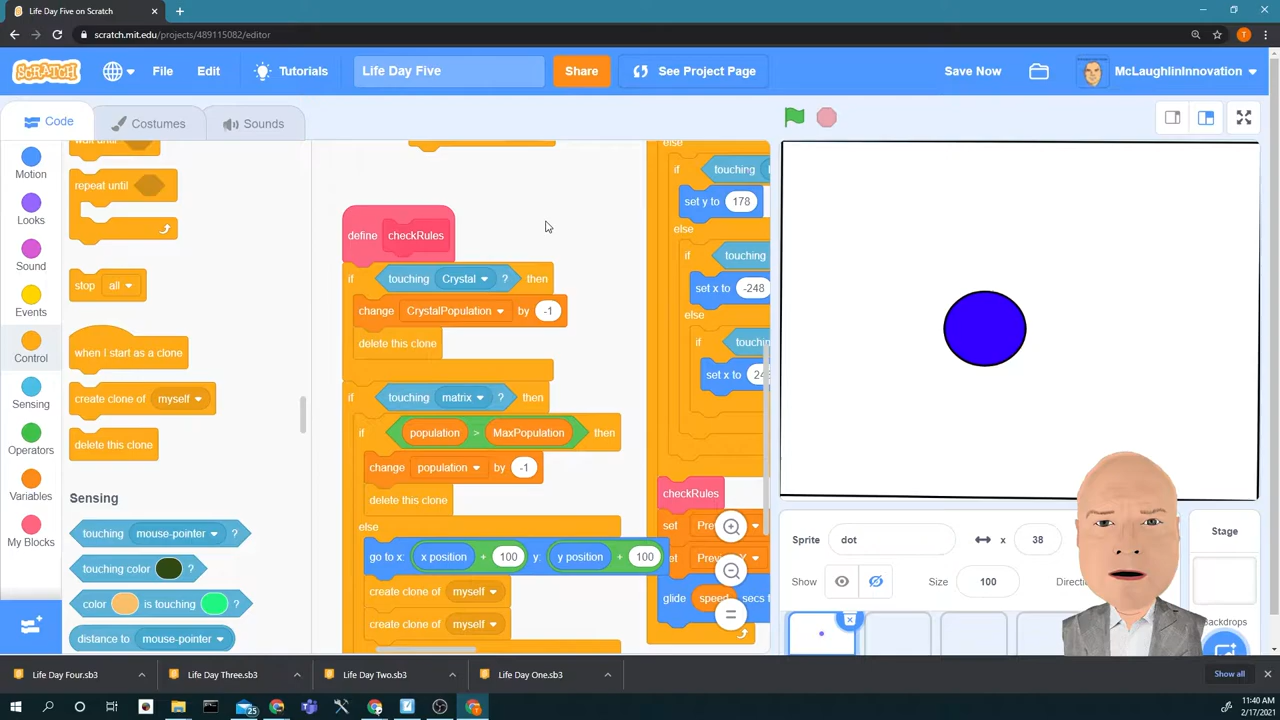 Life Day Five on Scratch
scratch.mit.edu/projects/489115082/editor
T
SCRATCH
File
Edit
Tutorials
Life Day Five
Share
See Project Page
Save Now
McLaughlinInnovation
Code
Costumes
Sounds
Motion
Looks
Sound
Events
Control
Sensing
Operators
Variables
My Blocks
wait until
repeat until
stop all
when I start as a clone
create clone of myself
delete this clone
Sensing
touching mouse-pointer ?
touching color ?
color is touching ?
distance to mouse-pointer
define checkRules
if touching Crystal ? then
change CrystalPopulation by -1
delete this clone
if touching matrix ? then
if population > MaxPopulation then
change population by -1
delete this clone
else
go to x: x position + 100 y: y position + 100
create clone of myself
create clone of myself
else
if touching
set y to 178
else
if touching
set x to -248
else
if
set x to
checkRules
set
glide speed secs
Sprite
dot
x
38
Show
Size
100
Stage
Backdrops
Life Day Four.sb3
Life Day Three.sb3
Life Day Two.sb3
Life Day One.sb3
Show all
25
11:40 AM
2/17/2021